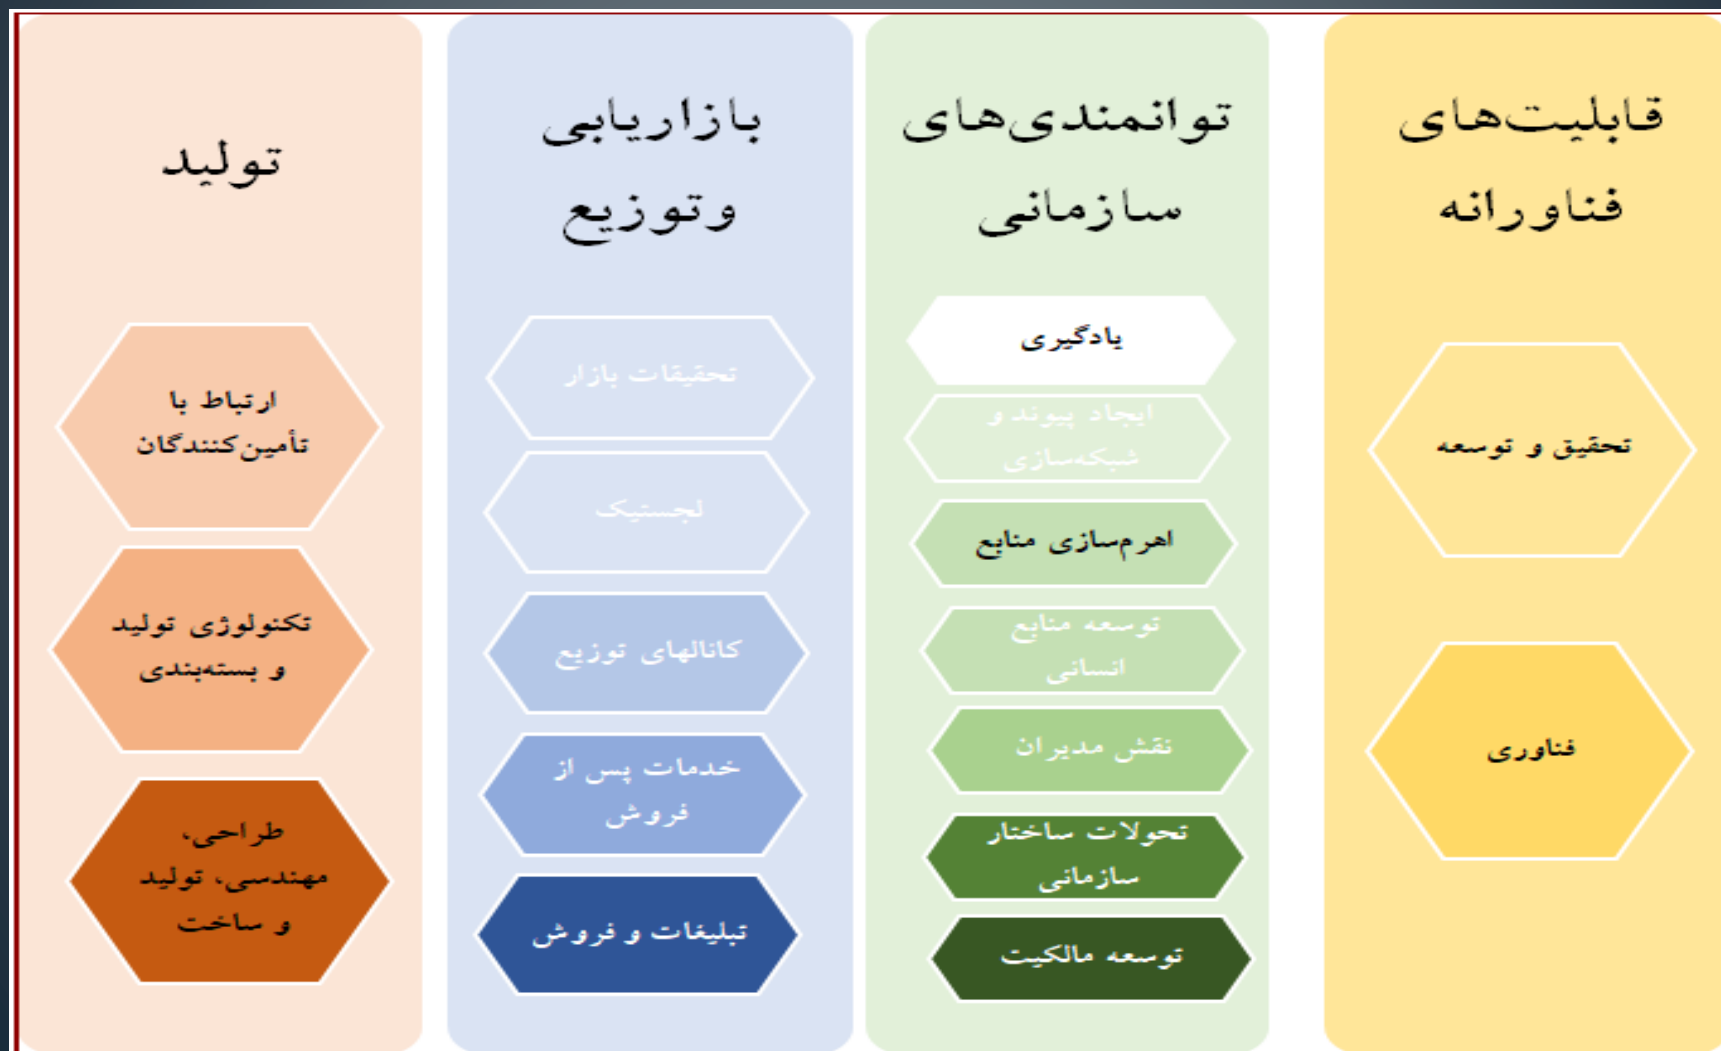 قابلیت‌های
فناورانه
تحقیق و توسعه
فناوری
توانمندی‌های
سازمانی
یادگیری
ایجاد پیوند و
شبکه‌سازی
اهرم‌سازی منابع
توسعه منابع
انسانی
نقش مدیران
تحولات ساختار
سازمانی
توسعه مالکیت
بازاریابی
وتوزیع
تحقیقات بازار
لجستیک
کانالهای توزیع
خدمات پس از
فروش
تبلیغات و فروش
تولید
ارتباط با
تأمین‌کنندگان
تکنولوژی تولید
و بسته‌بندی
طراحی،
مهندسی، تولید
و ساخت